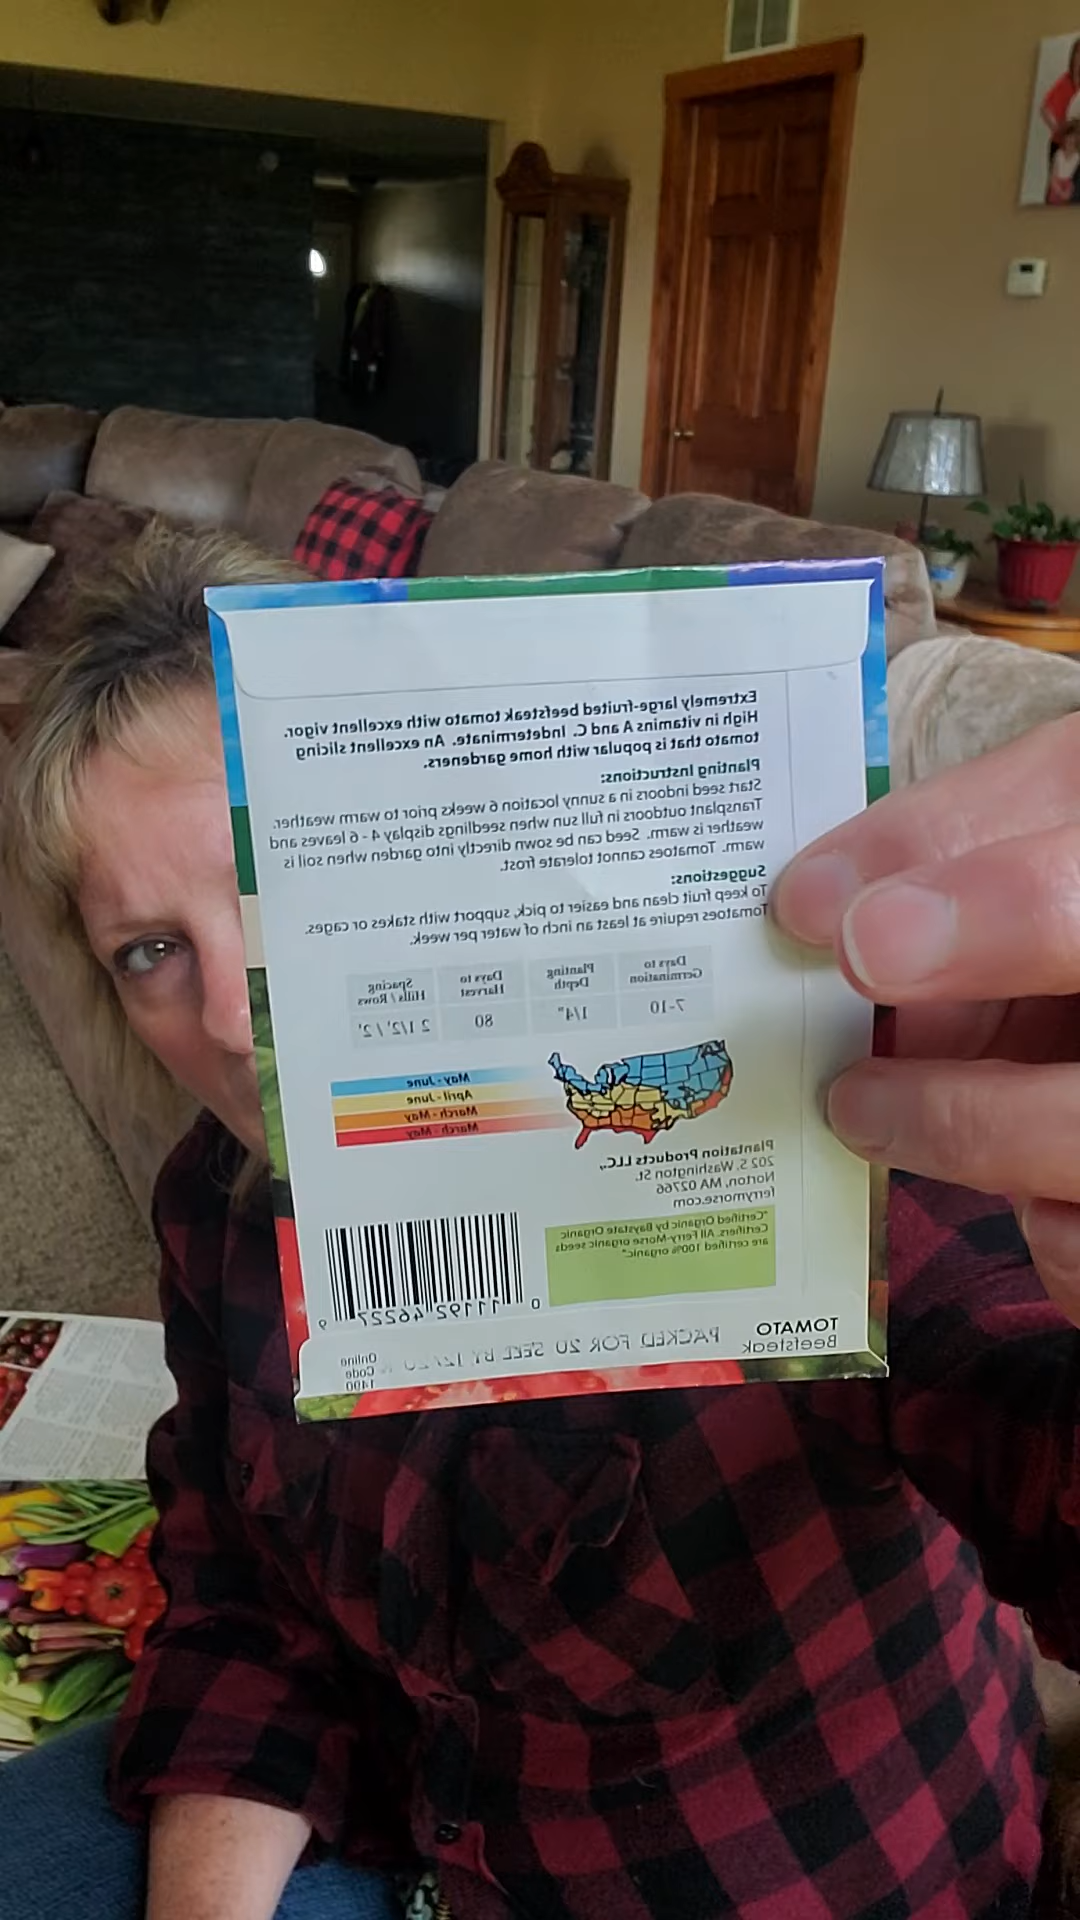 Extremely large-fruited beefsteak tomato with excellent vigor.
High in vitamins A and C. Indeterminate. An excellent slicing
tomato that is popular with home gardeners.
Planting Instructions:
Start seed indoors in a sunny location 6 weeks prior to warm weather.
Transplant outdoors in full sun when seedlings display 4 - 6 leaves and
weather is warm. Seed can be sown directly into garden when soil is
warm. Tomatoes cannot tolerate frost.
Suggestions:
To keep fruit clean and easier to pick, support with stakes or cages.
Tomatoes require at least an inch of water per week.
Days to Germination
Planting Depth
Days to Harvest
Spacing Hills / Rows
7-10 1/4" 80 2 1/2' / 2'
May - June
April - June
March - May
March - May
Plantation Products LLC.,
202 S. Washington St.
Norton, MA 02766
ferrymorse.com
"Certified Organic by Baystate Organic
Certifiers. All Ferry-Morse organic seeds
are certified 100% organic."
0 11192 46227 9
TOMATO
Beefsteak
PACKED FOR 20 SELL BY 12/20
Online
Code
1490